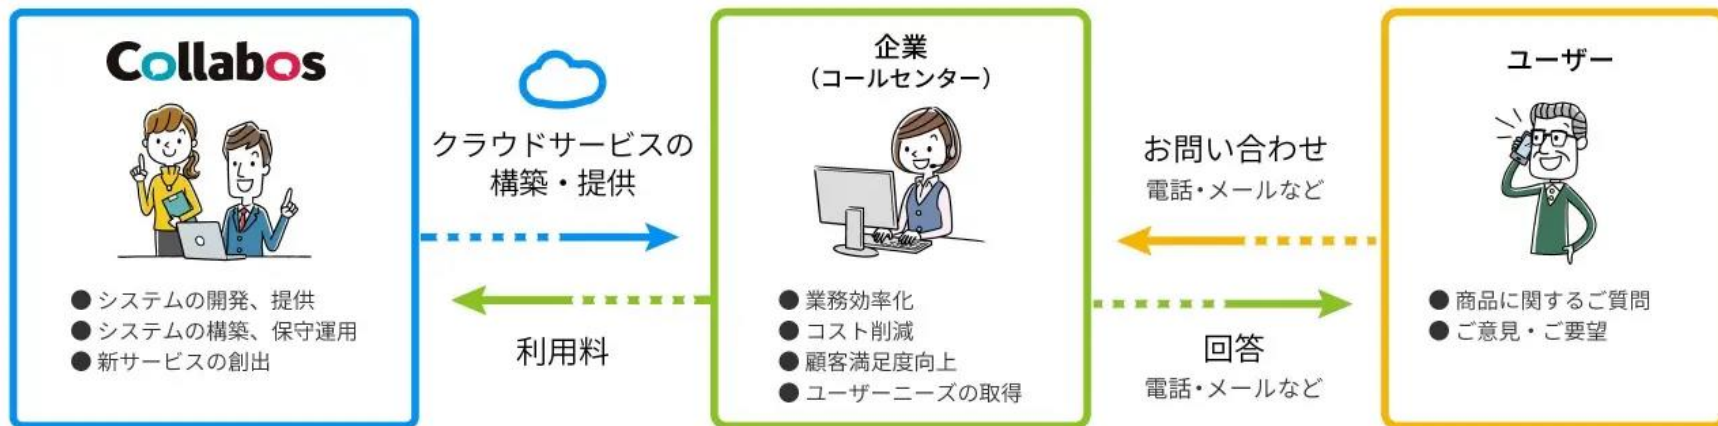 Collabos
● システムの開発、提供
● システムの構築、保守運用
● 新サービスの創出
クラウドサービスの
構築・提供
利用料
企業
（コールセンター）
● 業務効率化
● コスト削減
● 顧客満足度向上
● ユーザーニーズの取得
お問い合わせ
電話・メールなど
回答
電話・メールなど
ユーザー
● 商品に関するご質問
● ご意見・ご要望